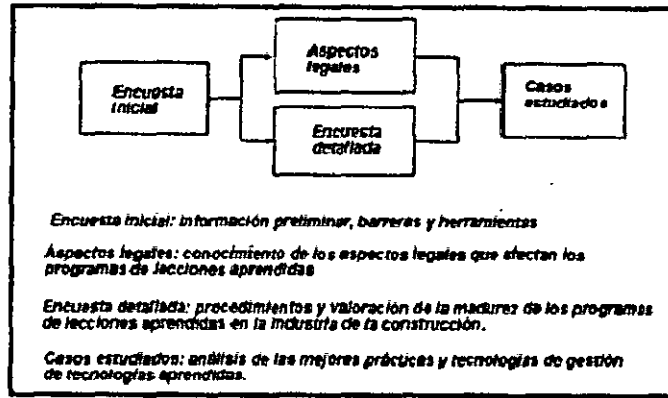 Aspectos
legales
Encuesta
inicial
Casos
estudiados
Encuesta
detallada
Encuesta inicial: información preliminar, barreras y herramientas
Aspectos legales: conocimiento de los aspectos legales que afectan los
programas de lecciones aprendidas
Encuesta detallada: procedimientos y valoración de la madurez de los programas
de lecciones aprendidas en la industria de la construcción.
Casos estudiados: análisis de las mejores prácticas y tecnologías de gestión
de tecnologías aprendidas.